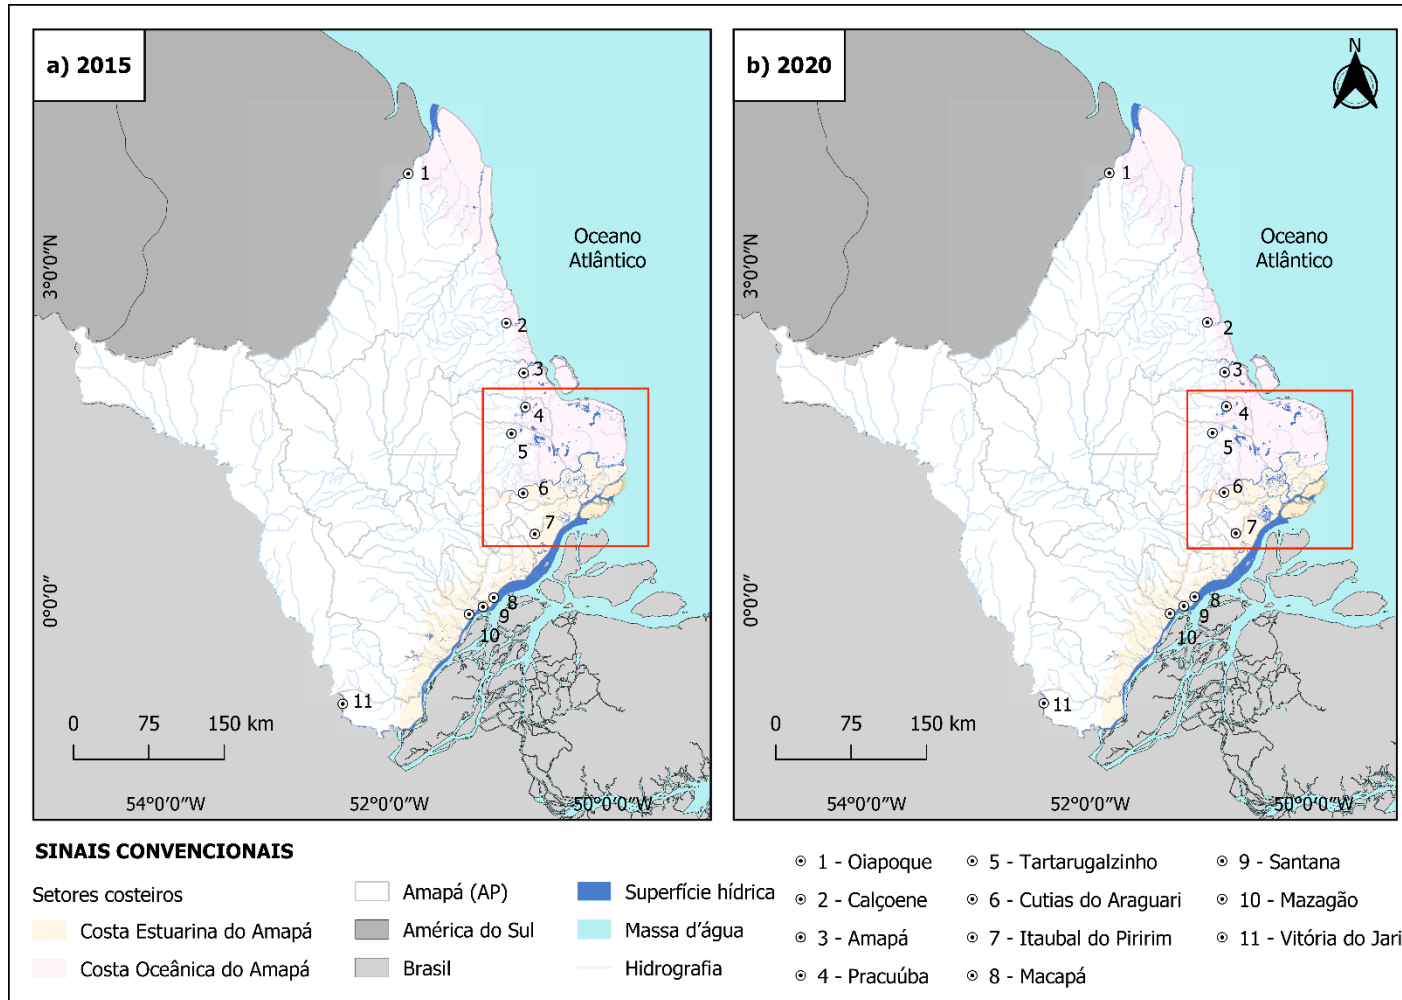 a) 2015
1
Oceano
Atlântico
3°0'0"N
2
3
4
5
6
7
0°0'0"
8
9
10
11
0 75 150 km
54°0'0"W 52°0'0"W 50°0'0"W
b) 2020
N
1
Oceano
Atlântico
3°0'0"N
2
3
4
5
6
7
0°0'0"
8
9
10
11
0 75 150 km
54°0'0"W 52°0'0"W 50°0'0"W
SINAIS CONVENCIONAIS
Setores costeiros
Costa Estuarina do Amapá
Costa Oceânica do Amapá
Amapá (AP)
América do Sul
Brasil
Superfície hídrica
Massa d'água
Hidrografia
1 - Oiapoque
2 - Calçoene
3 - Amapá
4 - Pracuúba
5 - Tartarugalzinho
6 - Cutias do Araguari
7 - Itaubal do Piririm
8 - Macapá
9 - Santana
10 - Mazagão
11 - Vitória do Jari